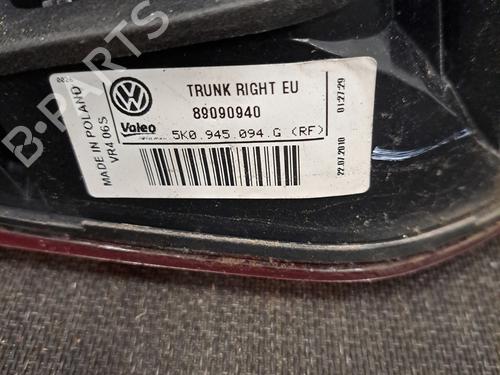 TRUNK RIGHT EU
89090940
Valeo
5K0.945.094.G (RF)
MADE IN POLAND
VR4 06S
01:27:29
22.07.2010
B-Parts